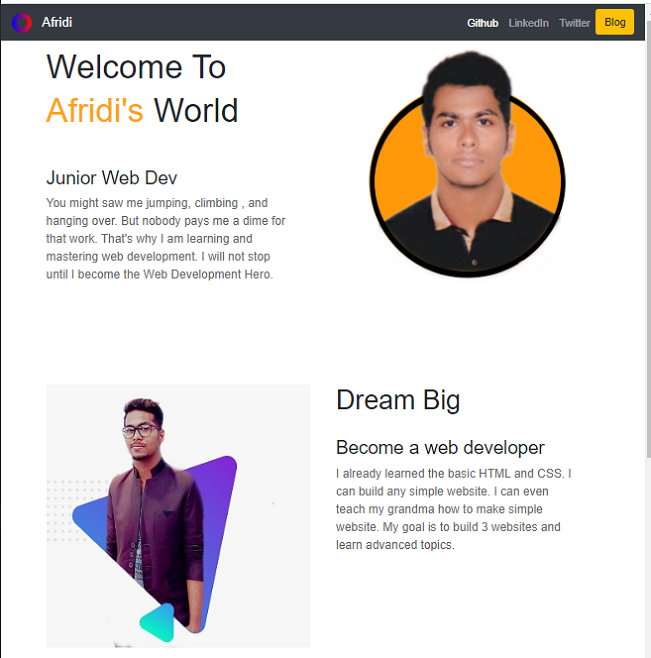 Afridi
Github LinkedIn Twitter Blog
Welcome To
Afridi's World
Junior Web Dev
You might saw me jumping, climbing , and
hanging over. But nobody pays me a dime for
that work. That's why I am learning and
mastering web development. I will not stop
until I become the Web Development Hero.
Dream Big
Become a web developer
I already learned the basic HTML and CSS. I
can build any simple website. I can even
teach my grandma how to make simple
website. My goal is to build 3 websites and
learn advanced topics.